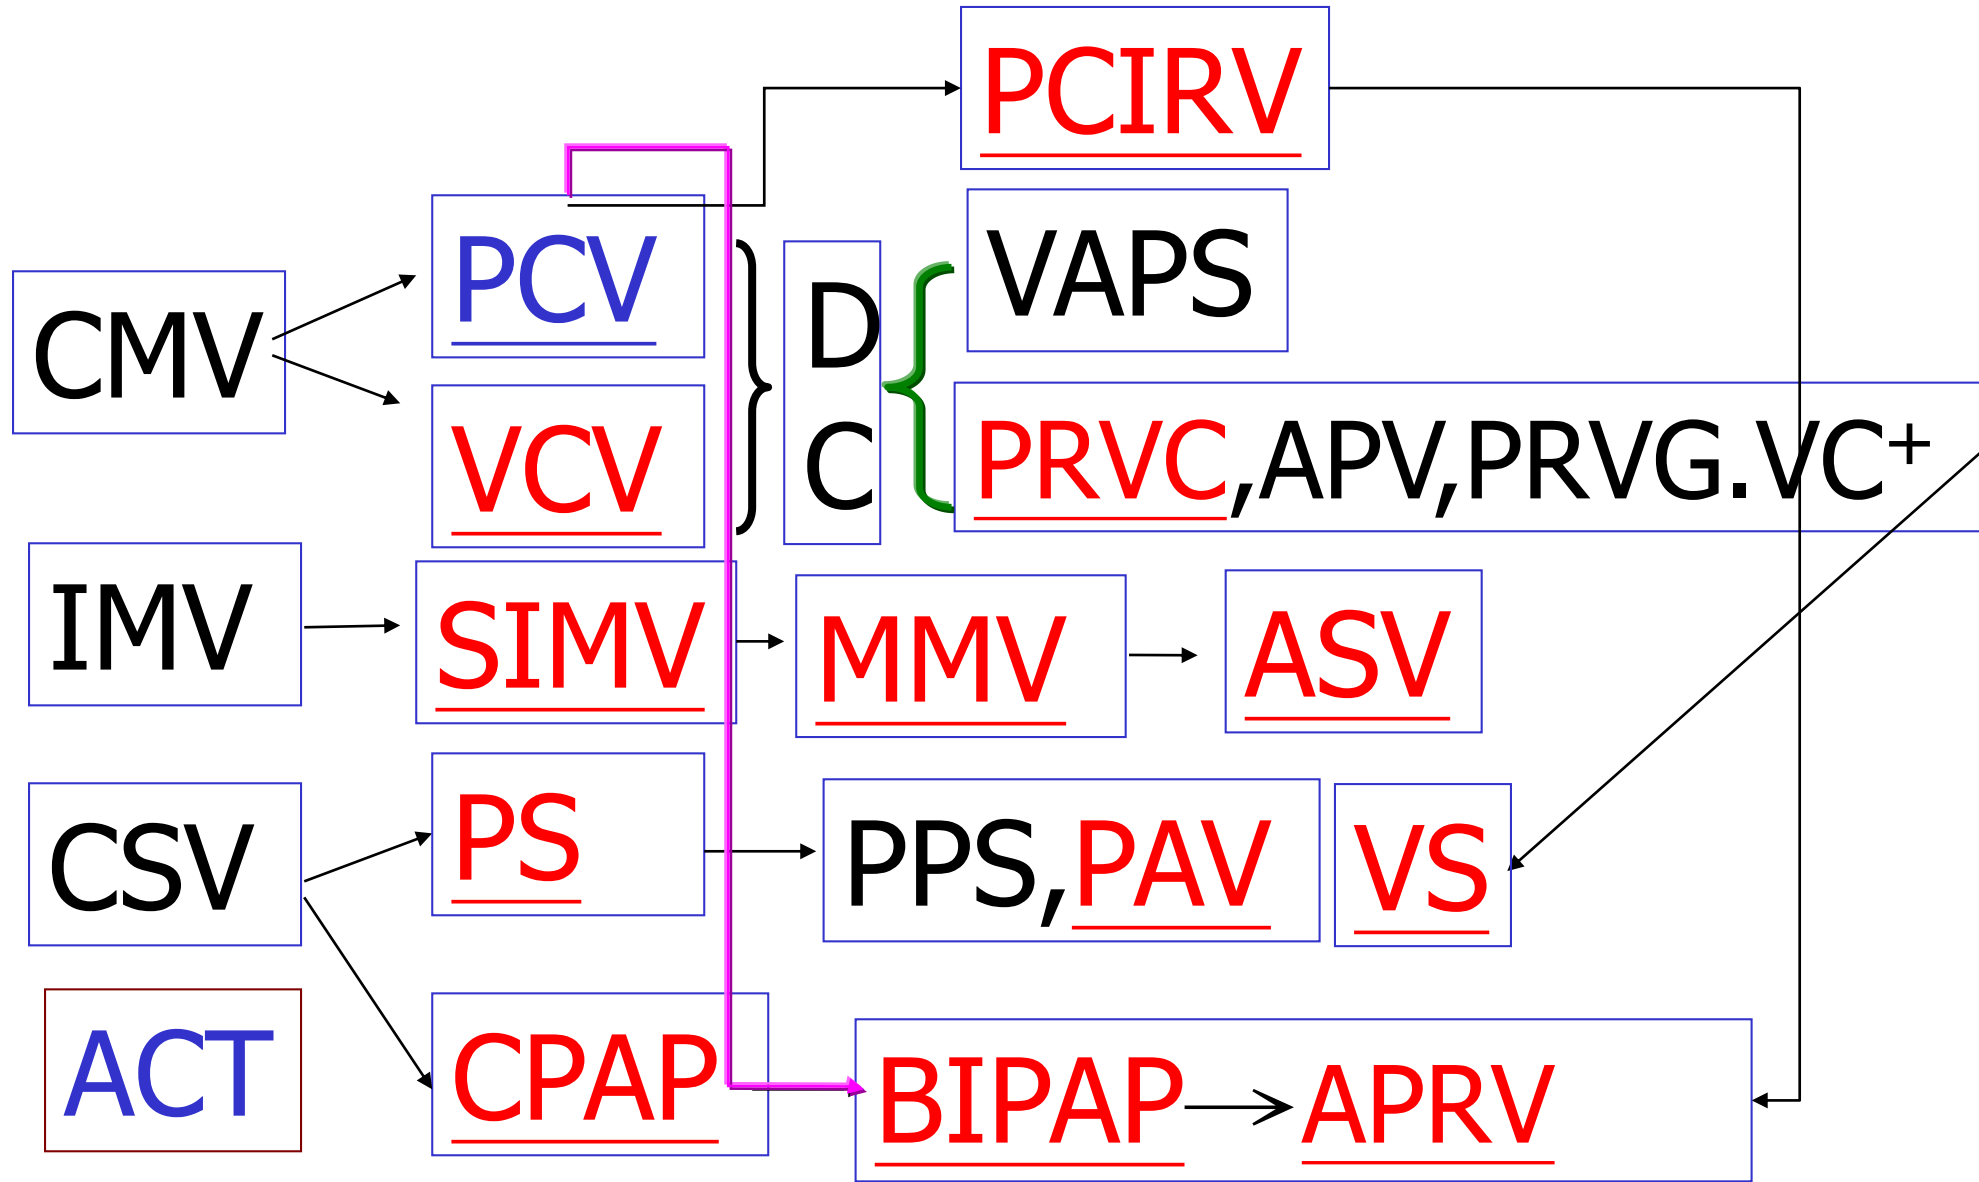 PCIRV
CMV
PCV
VCV
D
C
VAPS
PRVC,APV,PRVG.VC+
IMV
SIMV
MMV
ASV
CSV
PS
PPS,PAV
VS
ACT
CPAP
BIPAP
APRV